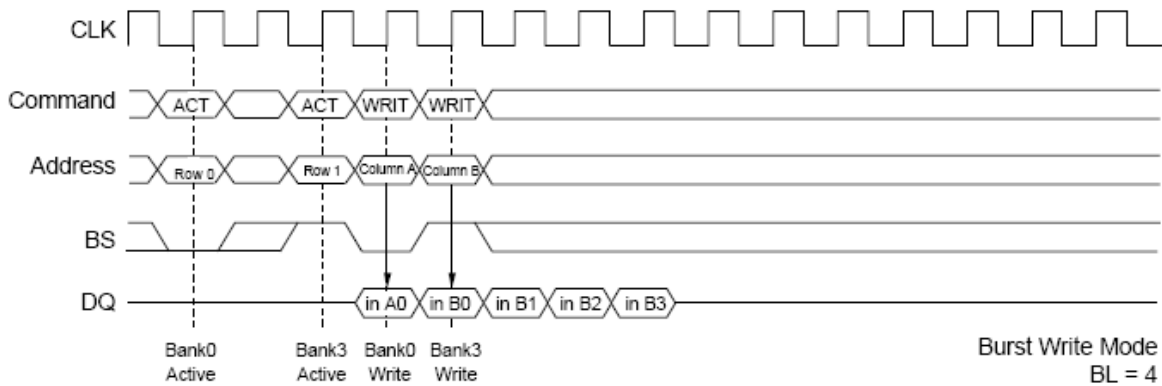 CLK
Command ACT ACT WRIT WRIT
Address Row 0 Row 1 Column A Column B
BS
DQ in A0 in B0 in B1 in B2 in B3
Bank0 Bank3 Bank0 Bank3
Active Active Write Write
Burst Write Mode
BL = 4